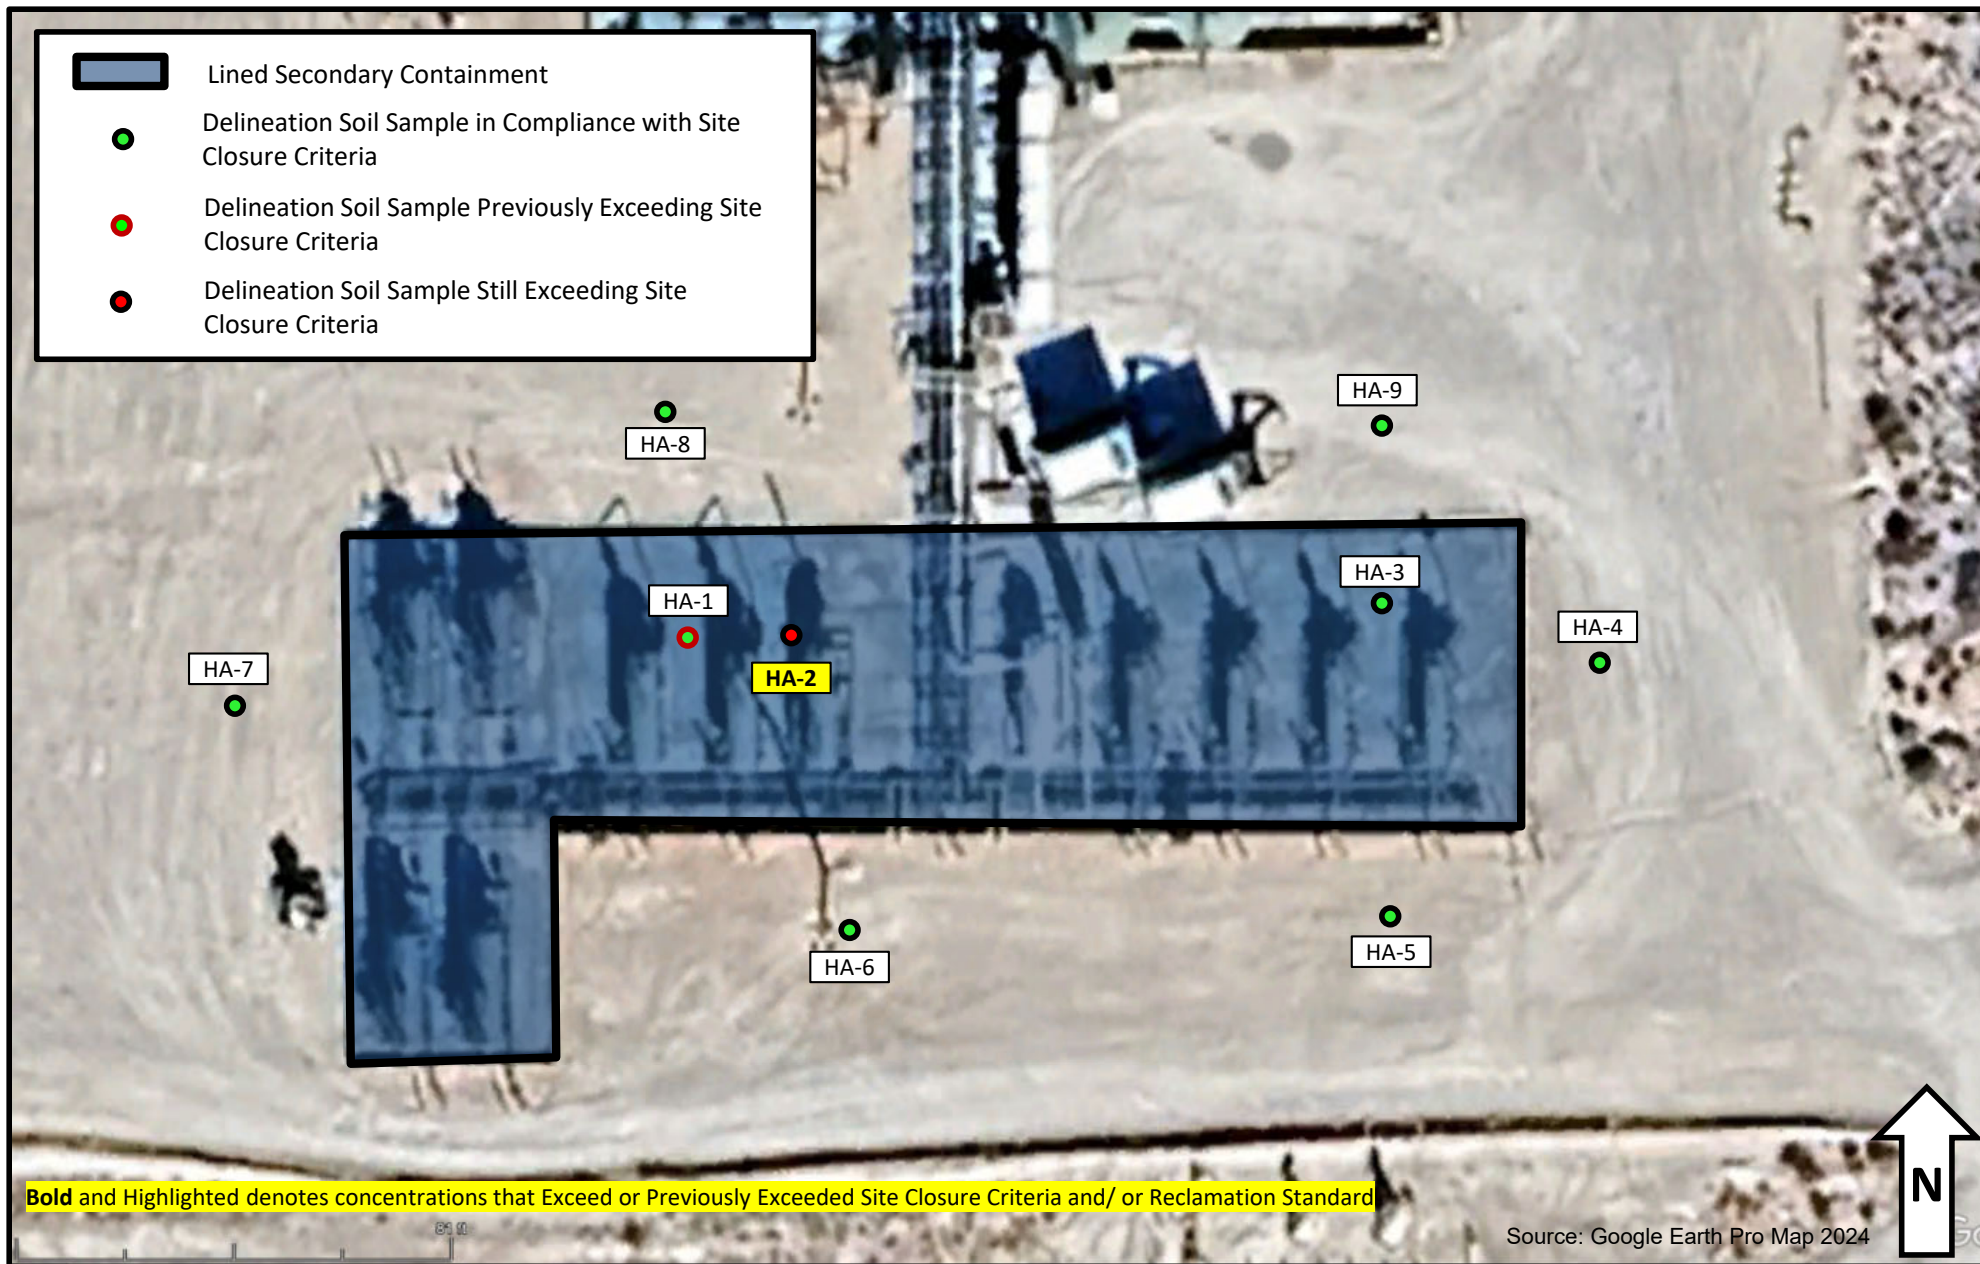 Lined Secondary Containment
Delineation Soil Sample in Compliance with Site
Closure Criteria
Delineation Soil Sample Previously Exceeding Site
Closure Criteria
Delineation Soil Sample Still Exceeding Site
Closure Criteria
HA-9
HA-8
HA-3
HA-1
HA-4
HA-7
HA-2
HA-6
HA-5
Bold and Highlighted denotes concentrations that Exceed or Previously Exceeded Site Closure Criteria and/ or Reclamation Standard
N
81 ft
Source: Google Earth Pro Map 2024